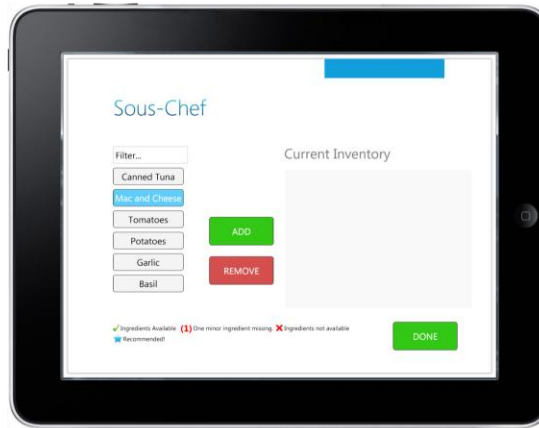 Sous-Chef
Filter...
Current Inventory
Canned Tuna
Mac and Cheese
Tomatoes
Potatoes
Garlic
Basil
ADD
REMOVE
✓Ingredients Available (1) One minor ingredient missing. ✗ Ingredients not available
★ Recommended!
DONE